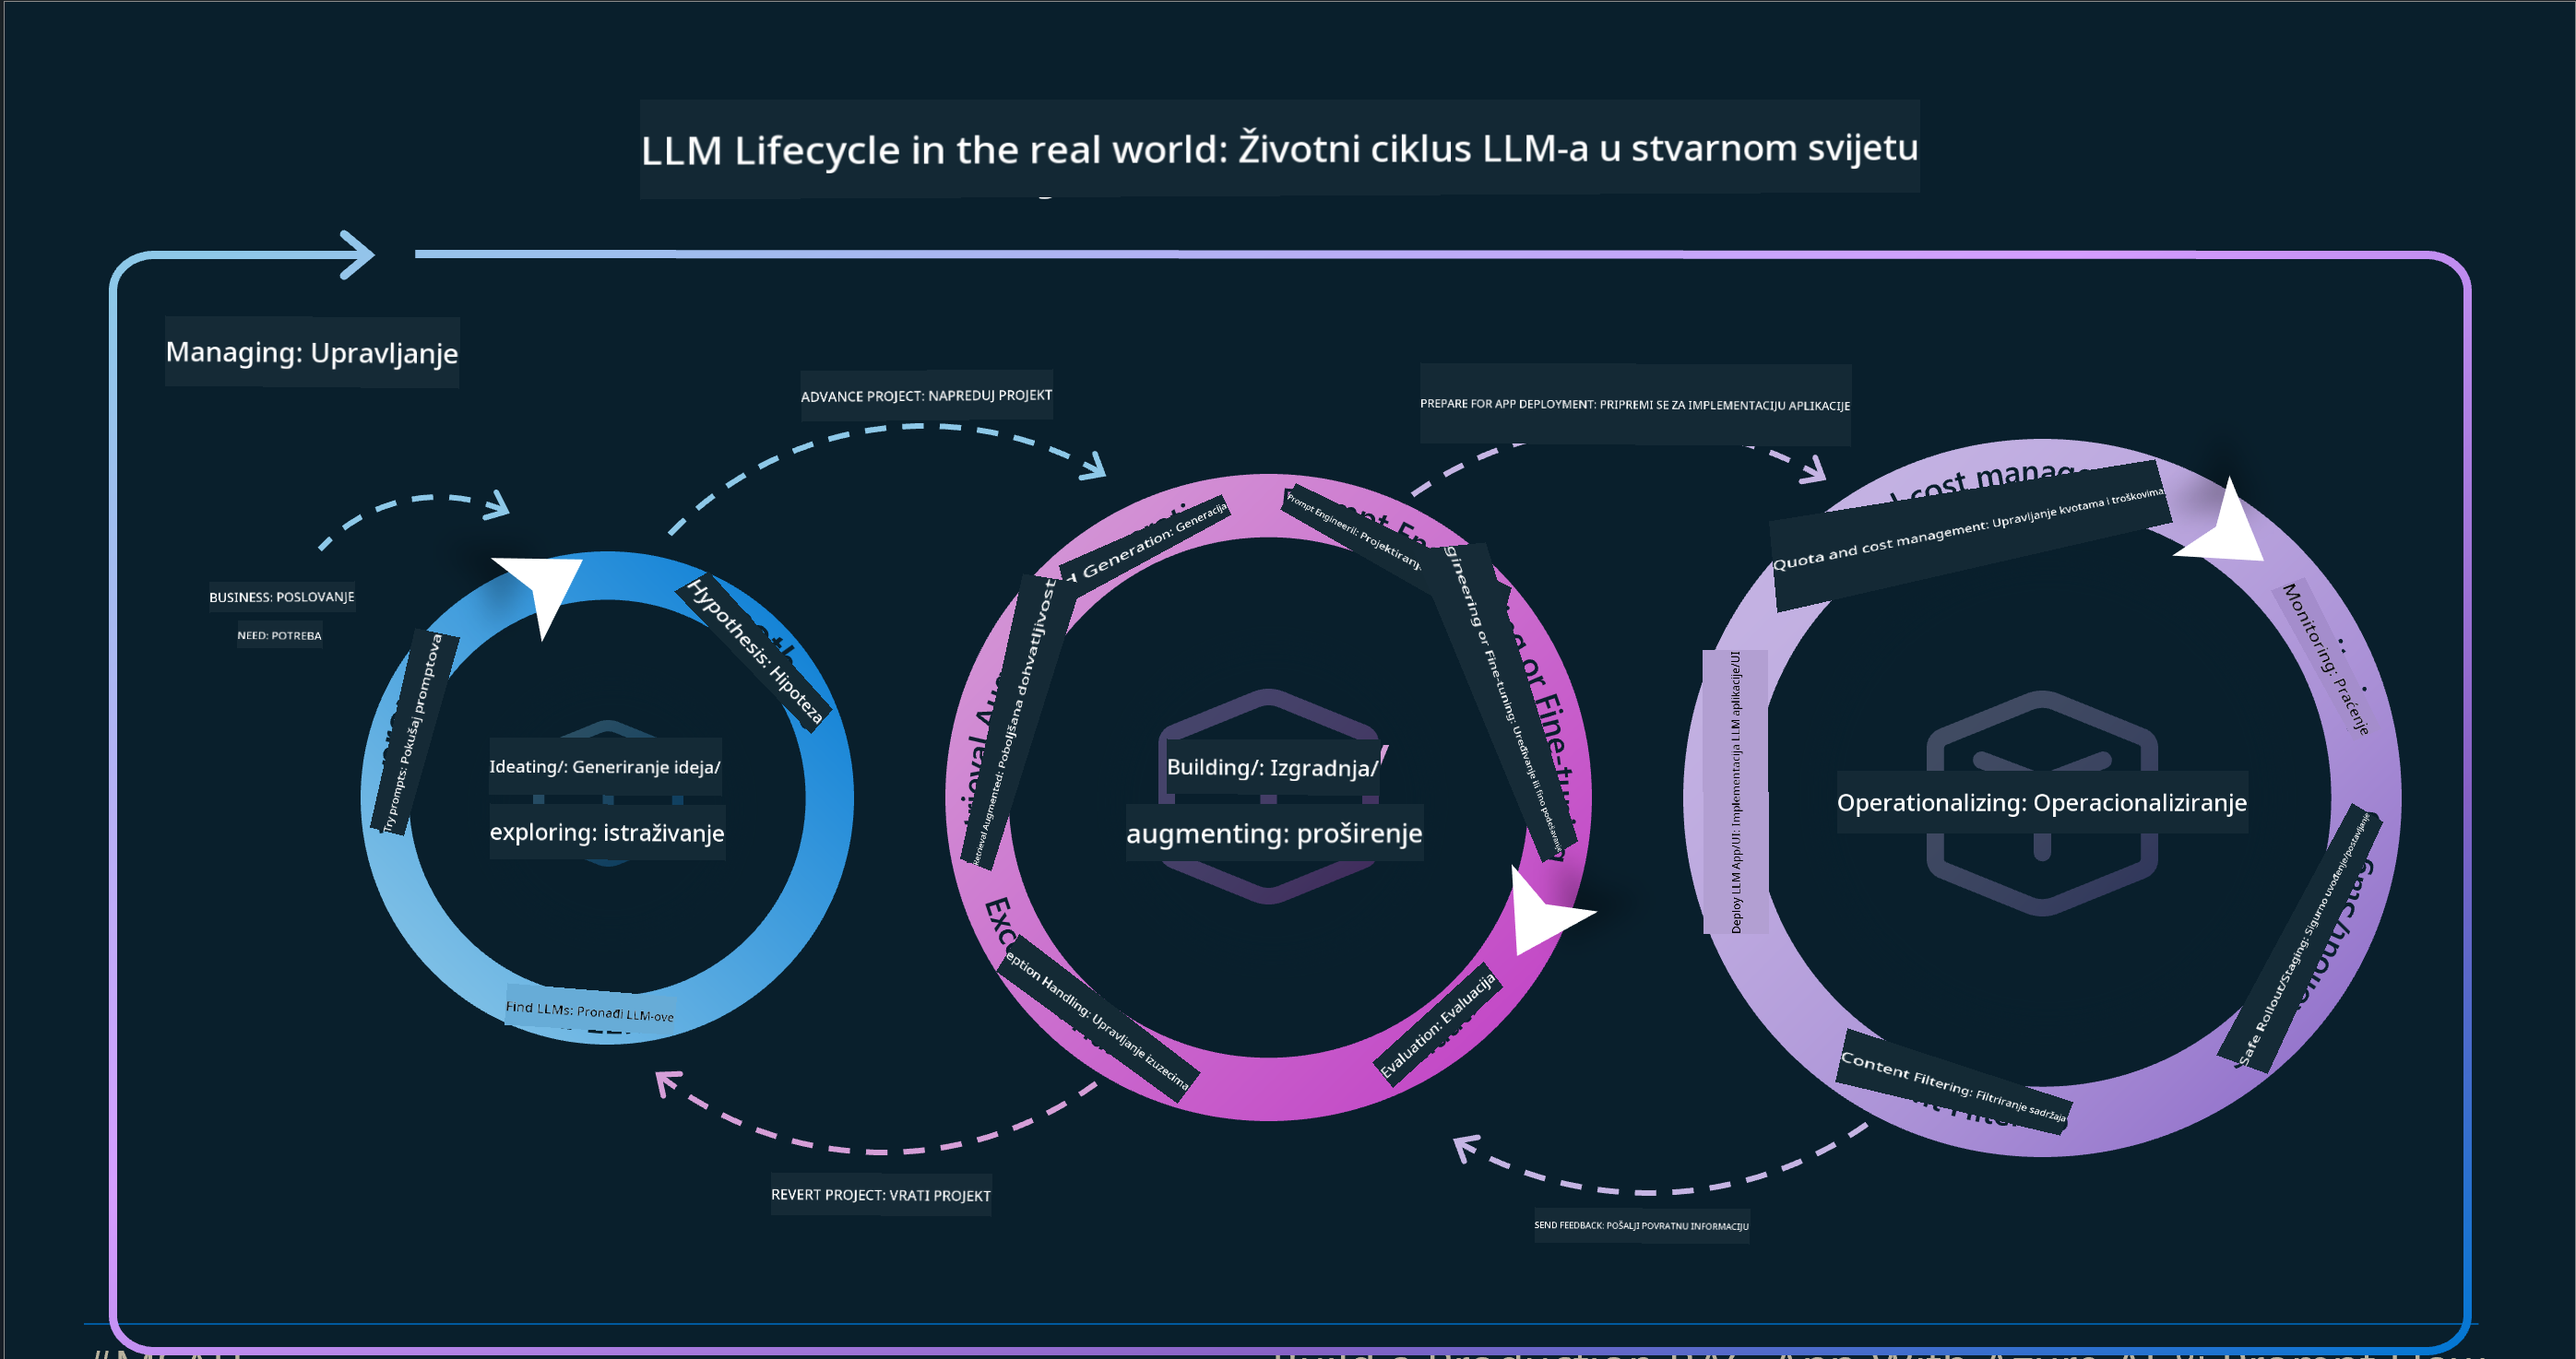 LLM Lifecycle in the real world: Životni ciklus LLM-a u stvarnom svijetu
Managing: Upravljanje
ADVANCE PROJECT: NAPREDUJ PROJEKT
PREPARE FOR APP DEPLOYMENT: PRIPREMI SE ZA IMPLEMENTACIJU APLIKACIJE
BUSINESS: POSLOVANJE
NEED: POTREBA
Hypothesis: Hipoteza
Try prompts: Pokušaj promptova
Ideating/: Generiranje ideja/
exploring: istraživanje
Find LLMs: Pronađi LLM-ove
Generation: Generacija
Retrieval Augmented: Poboljšana dohvatljivost
Prompt Engineeril: Projektiranj
gineering or Fine-tuning: Uređivanje ili fino podešavanje
Building/: Izgradnja/
augmenting: proširenje
eption Handling: Upravljanje izuzecima
Evaluation: Evaluacija
Quota and cost management: Upravljanje kvotama i troškovima
Monitoring: Praćenje
Deploy LLM App/UI: Implementacija LLM aplikacije/UI
Operationalizing: Operacionaliziranje
Safe Rollout/Staging: Sigurno uvođenje/postavljanje
Content Filtering: Filtriranje sadržaja
REVERT PROJECT: VRATI PROJEKT
SEND FEEDBACK: POŠALJI POVRATNU INFORMACIJU